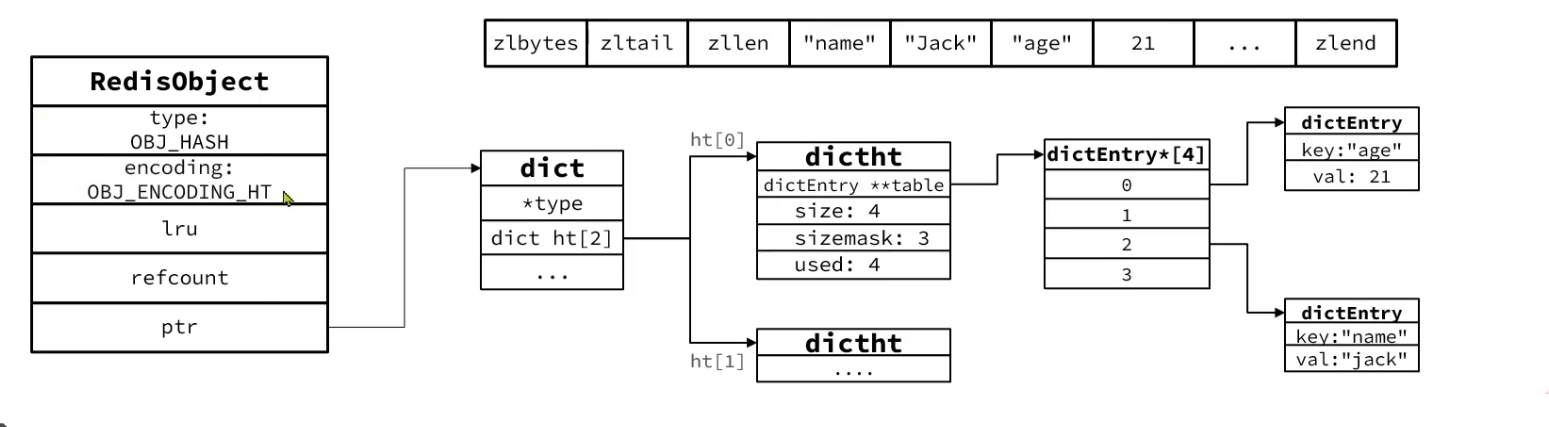 zlbytes zltail zllen "name" "Jack" "age" 21 ... zlend
RedisObject
type:
OBJ_HASH
encoding:
OBJ_ENCODING_HT
lru
refcount
ptr
dict
*type
dict ht[2]
...
ht[0]
dictht
dictEntry **table
size: 4
sizemask: 3
used: 4
ht[1]
dictht
....
dictEntry*[4]
0
1
2
3
dictEntry
key:"age"
val: 21
dictEntry
key:"name"
val:"jack"